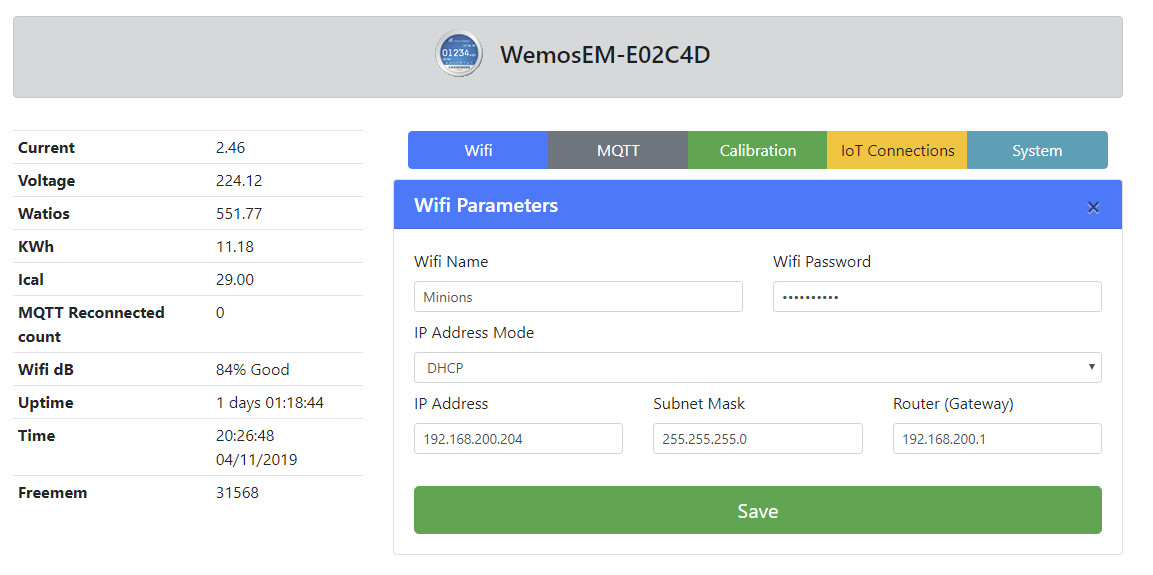 01234
WemosEM-E02C4D
Current 2.46
Voltage 224.12
Watios 551.77
KWh 11.18
Ical 29.00
MQTT Reconnected 0
count
Wifi dB 84% Good
Uptime 1 days 01:18:44
Time 20:26:48
04/11/2019
Freemem 31568
Wifi MQTT Calibration IoT Connections System
Wifi Parameters ×
Wifi Name Wifi Password
Minions ••••••••••
IP Address Mode
DHCP
IP Address Subnet Mask Router (Gateway)
192.168.200.204 255.255.255.0 192.168.200.1
Save